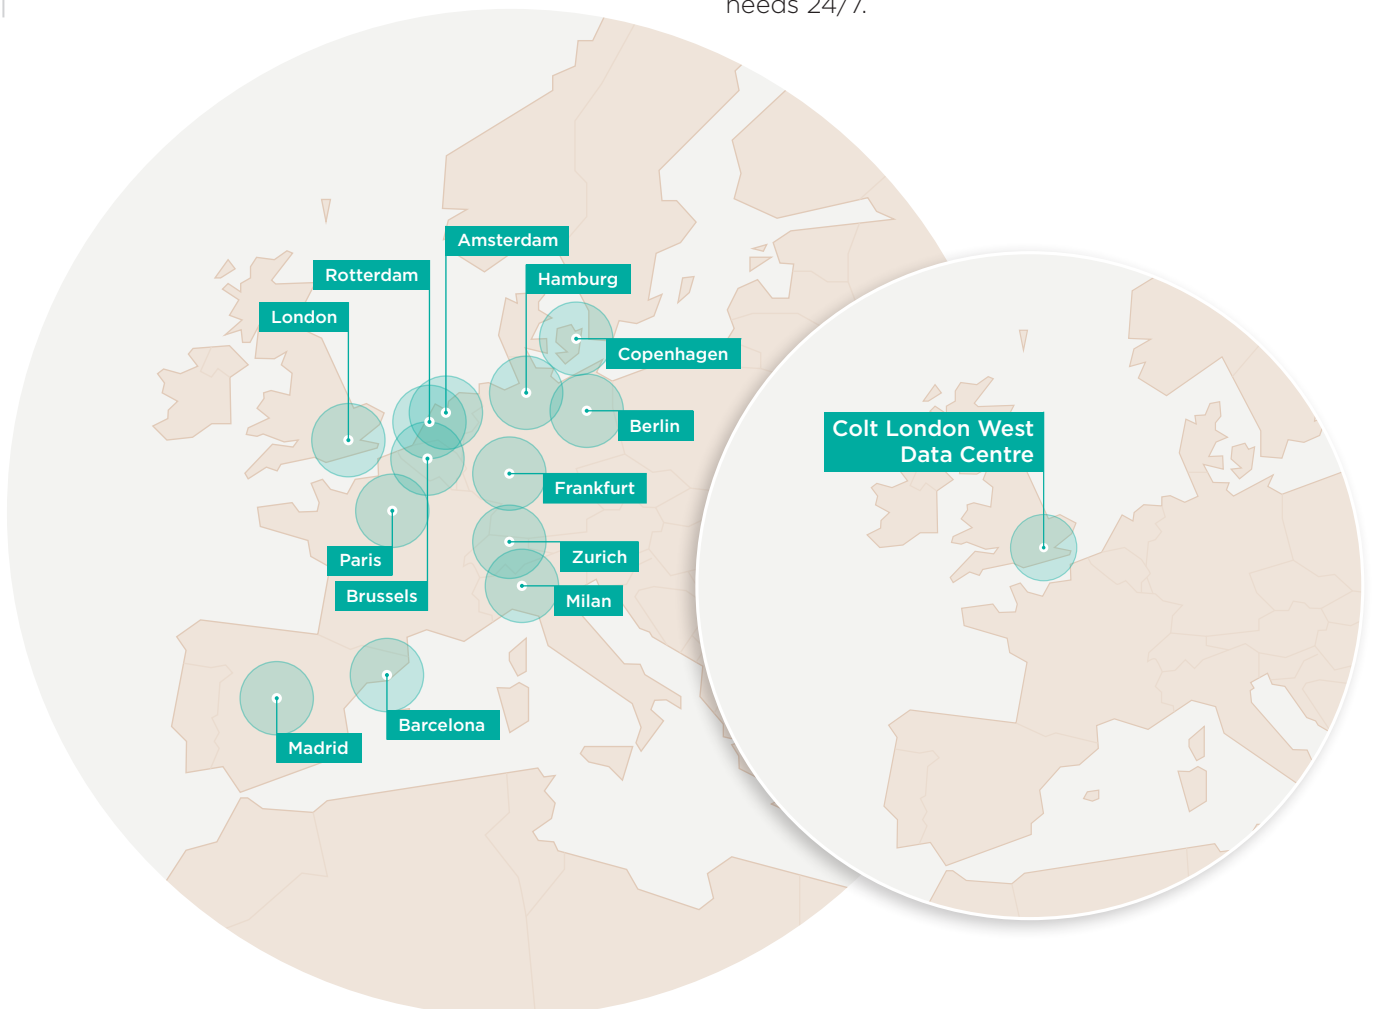 needs 24/7.
Amsterdam
Rotterdam
Hamburg
London
Copenhagen
Berlin
Frankfurt
Paris
Zurich
Brussels
Milan
Barcelona
Madrid
Colt London West
Data Centre